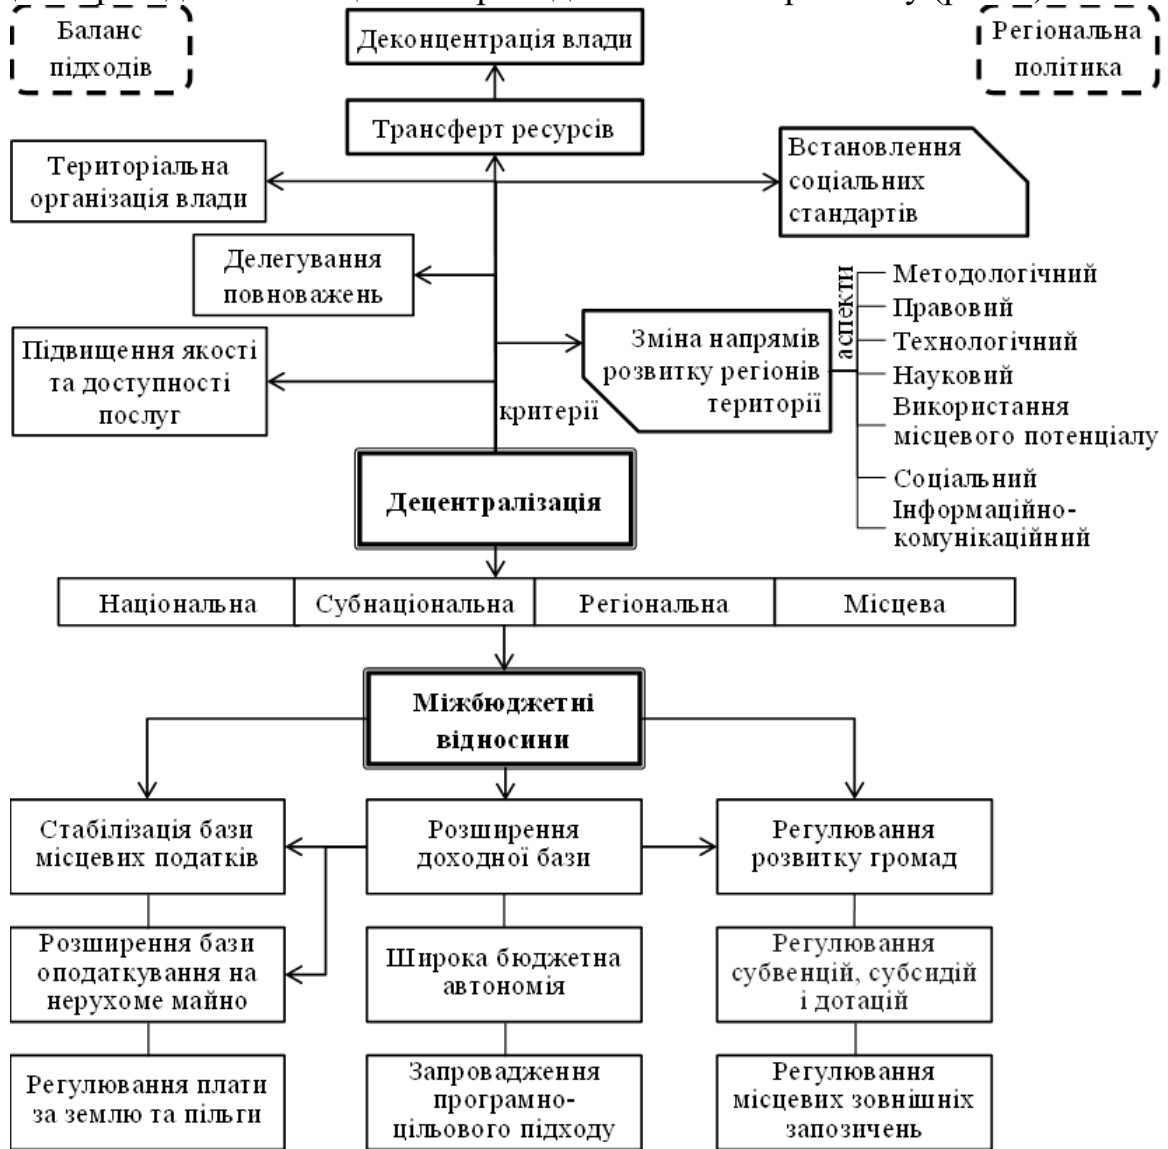 Баланс
підходів
Деконцентрація влади
Регіональна
політика
Трансферт ресурсів
Територіальна
організація влади
Встановлення
соціальних
стандартів
Делегування
повноважень
Підвищення якості
та доступності
послуг
Зміна напрямів
розвитку регіонів
території
аспекти
Методологічний
Правовий
Технологічний
Науковий
Використання
місцевого потенціалу
Соціальний
Інформаційно-
комунікаційний
критерії
Децентралізація
Національна
Субнаціональна
Регіональна
Місцева
Міжбюджетні
відносини
Стабілізація бази
місцевих податків
Розширення
доходної бази
Регулювання
розвитку громад
Розширення бази
оподаткування на
нерухоме майно
Широка бюджетна
автономія
Регулювання
субвенцій, субсидій
і дотацій
Регулювання плати
за землю та пільги
Запровадження
програмно-
цільового підходу
Регулювання
місцевих зовнішніх
запозичень